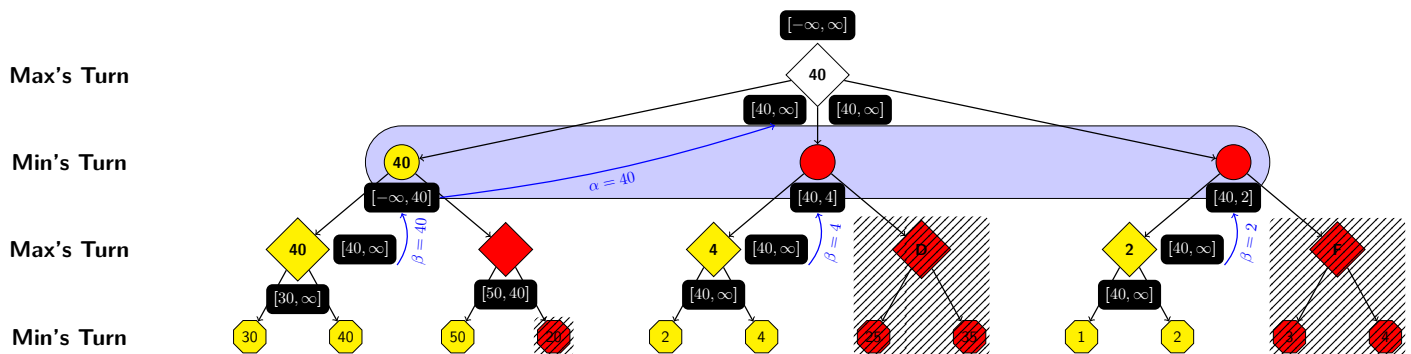 [−∞, ∞]
Max's Turn
40
[40, ∞] [40, ∞]
Min's Turn
40
α = 40
[−∞, 40] [40, 4] [40, 2]
β = 40 β = 4 β = 2
Max's Turn
40 [40, ∞] 4 [40, ∞] D 2 [40, ∞] F
[30, ∞] [50, 40] [40, ∞] [40, ∞]
Min's Turn
30 40 50 20 2 4 25 35 1 2 3 4